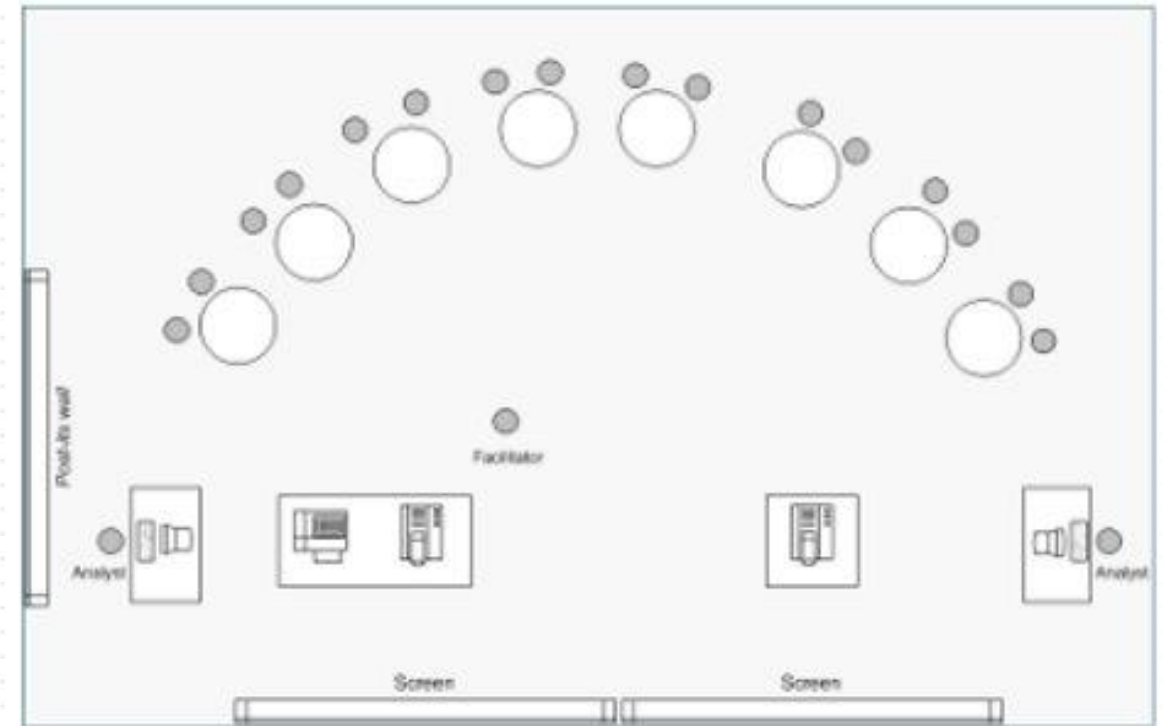 Post-its wall
Facilitator
Analyst
Analyst
Screen
Screen